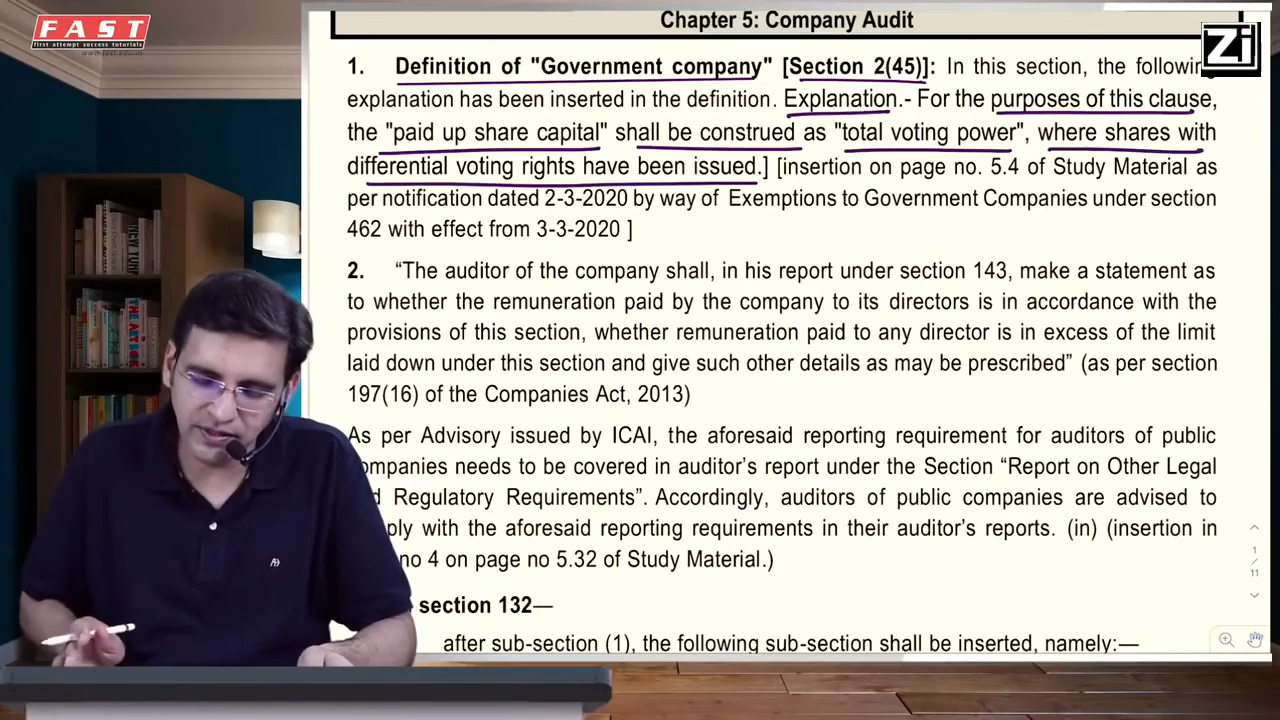 FAST
first attempt success tutorials
www.fast.edu.in
Zi
Chapter 5: Company Audit
1. Definition of "Government company" [Section 2(45)]: In this section, the following
explanation has been inserted in the definition. Explanation.- For the purposes of this clause,
the "paid up share capital" shall be construed as "total voting power", where shares with
differential voting rights have been issued.] [insertion on page no. 5.4 of Study Material as
per notification dated 2-3-2020 by way of Exemptions to Government Companies under section
462 with effect from 3-3-2020 ]
2. “The auditor of the company shall, in his report under section 143, make a statement as
to whether the remuneration paid by the company to its directors is in accordance with the
provisions of this section, whether remuneration paid to any director is in excess of the limit
laid down under this section and give such other details as may be prescribed” (as per section
197(16) of the Companies Act, 2013)
As per Advisory issued by ICAI, the aforesaid reporting requirement for auditors of public
ompanies needs to be covered in auditor’s report under the Section “Report on Other Legal
d Regulatory Requirements”. Accordingly, auditors of public companies are advised to
ply with the aforesaid reporting requirements in their auditor’s reports. (in) (insertion in
no 4 on page no 5.32 of Study Material.)
section 132—
after sub-section (1), the following sub-section shall be inserted, namely:—
1
/
11